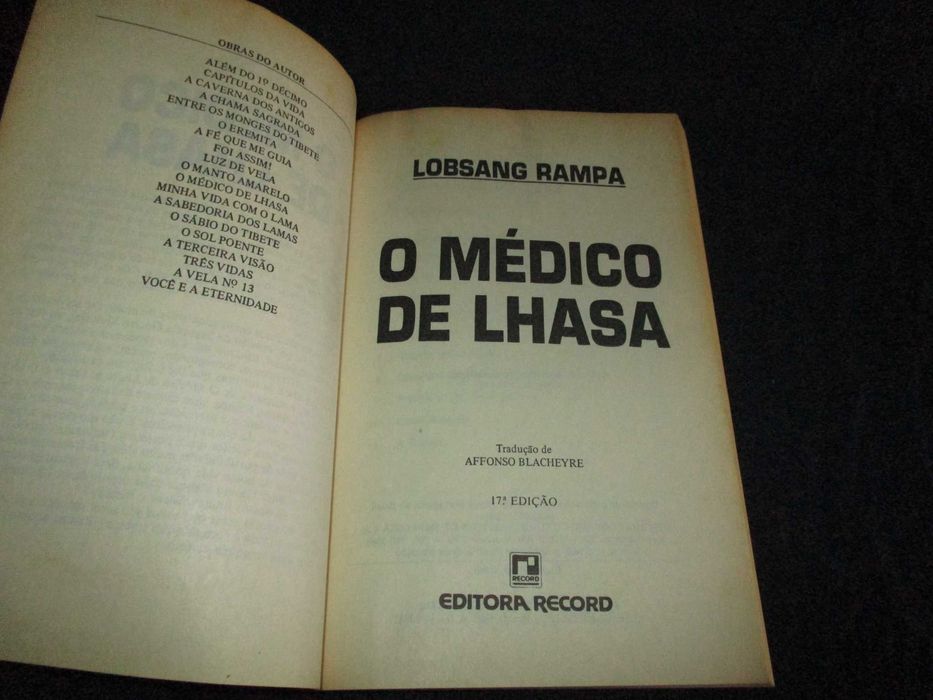 OBRAS DO AUTOR
ALÉM DO 1º DÉCIMO
CAPÍTULOS DA VIDA
A CAVERNA DOS ANTIGOS
A CHAMA SAGRADA
ENTRE OS MONGES DO TIBETE
O EREMITA
A FÉ QUE ME GUIA
FOI ASSIM!
LUZ DE VELA
O MANTO AMARELO
O MÉDICO DE LHASA
MINHA VIDA COM O LAMA
A SABEDORIA DOS LAMAS
O SÁBIO DO TIBETE
O SOL POENTE
A TERCEIRA VISÃO
TRÊS VIDAS
A VELA Nº 13
VOCÊ E A ETERNIDADE
LOBSANG RAMPA
O MÉDICO
DE LHASA
Tradução de
AFFONSO BLACHEYRE
17ª EDIÇÃO
RECORD
EDITORA RECORD